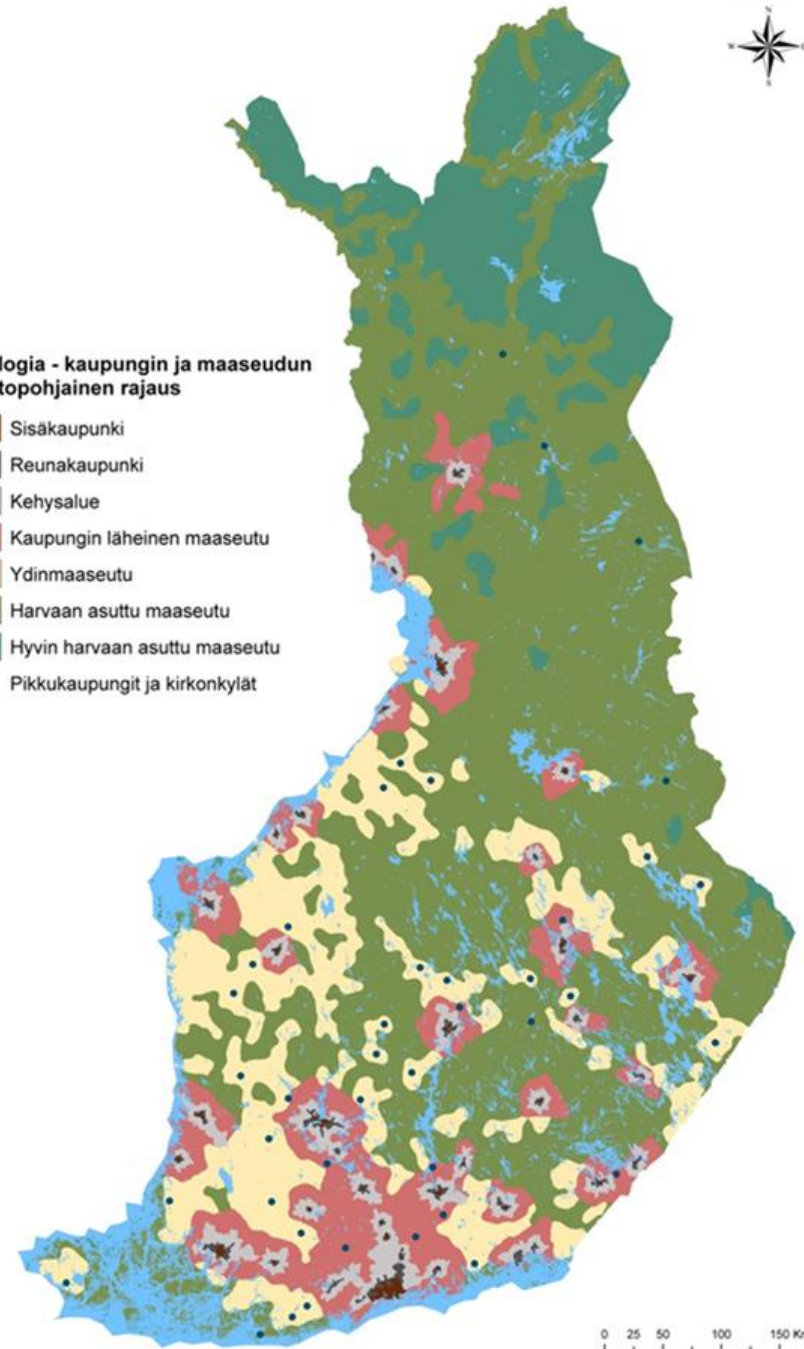 N
W
S
logia - kaupungin ja maaseudun
topohjainen rajaus
Sisäkaupunki
Reunakaupunki
Kehysalue
Kaupungin läheinen maaseutu
Ydinmaaseutu
Harvaan asuttu maaseutu
Hyvin harvaan asuttu maaseutu
Pikkukaupungit ja kirkonkylät
0 25 50 100 150